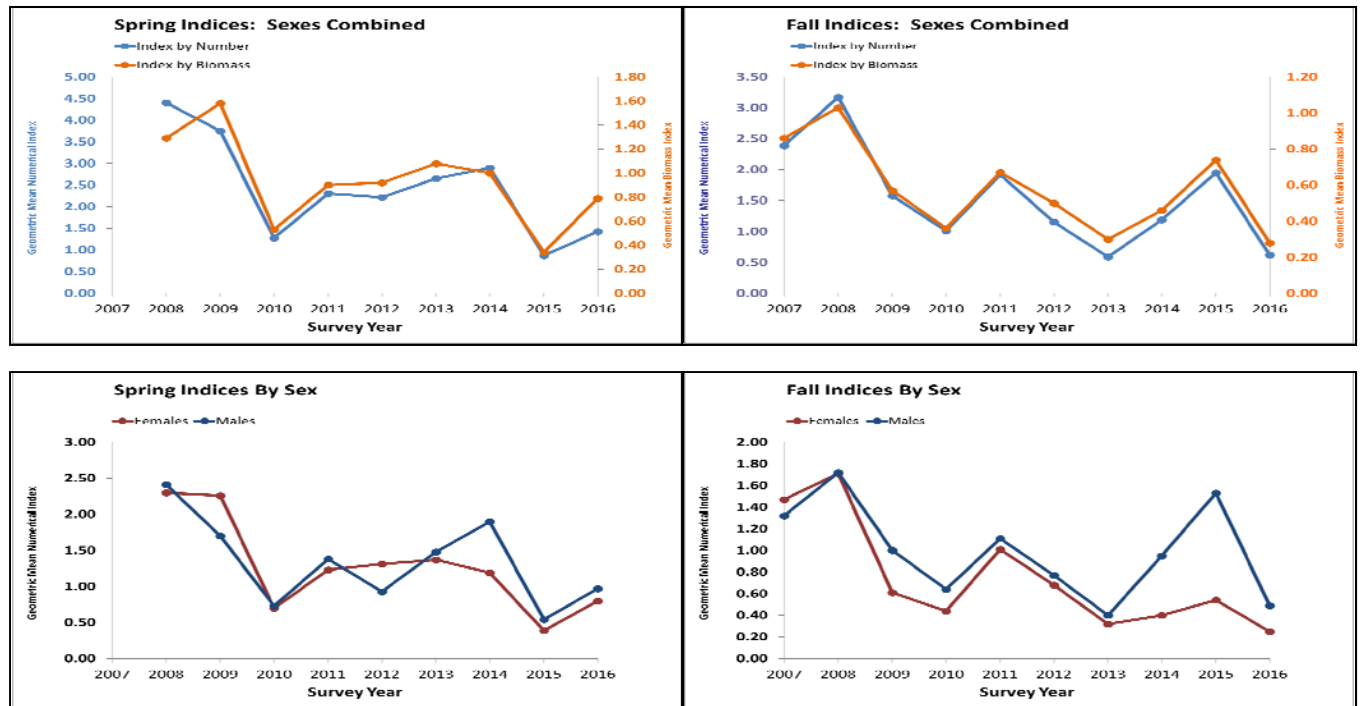 Spring Indices: Sexes Combined
Index by Number
Index by Biomass
Geometric Mean Numerical Index
5.00
4.50
4.00
3.50
3.00
2.50
2.00
1.50
1.00
0.50
0.00
1.80
1.60
1.40
1.20
1.00
0.80
0.60
0.40
0.20
0.00
Geometric Mean Biomass Index
2007 2008 2009 2010 2011 2012 2013 2014 2015 2016
Survey Year
Fall Indices: Sexes Combined
Index by Number
Index by Biomass
Geometric Mean Numerical Index
3.50
3.00
2.50
2.00
1.50
1.00
0.50
0.00
1.20
1.00
0.80
0.60
0.40
0.20
0.00
Geometric Mean Biomass Index
2007 2008 2009 2010 2011 2012 2013 2014 2015 2016
Survey Year
Spring Indices By Sex
Females Males
Geometric Mean Numerical Index
3.00
2.50
2.00
1.50
1.00
0.50
0.00
2007 2008 2009 2010 2011 2012 2013 2014 2015 2016
Survey Year
Fall Indices By Sex
Females Males
Geometric Mean Numerical Index
2.00
1.80
1.60
1.40
1.20
1.00
0.80
0.60
0.40
0.20
0.00
2007 2008 2009 2010 2011 2012 2013 2014 2015 2016
Survey Year